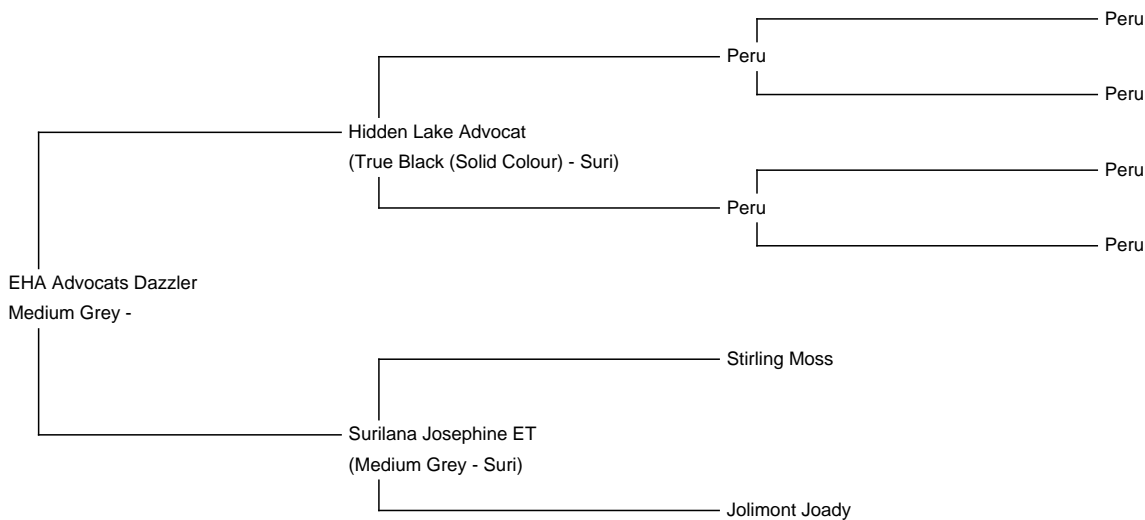 Peru
Peru
Peru
Hidden Lake Advocat
(True Black (Solid Colour) - Suri)
Peru
Peru
Peru
EHA Advocats Dazzler
Medium Grey -
Stirling Moss
Surilana Josephine ET
(Medium Grey - Suri)
Jolimont Joady